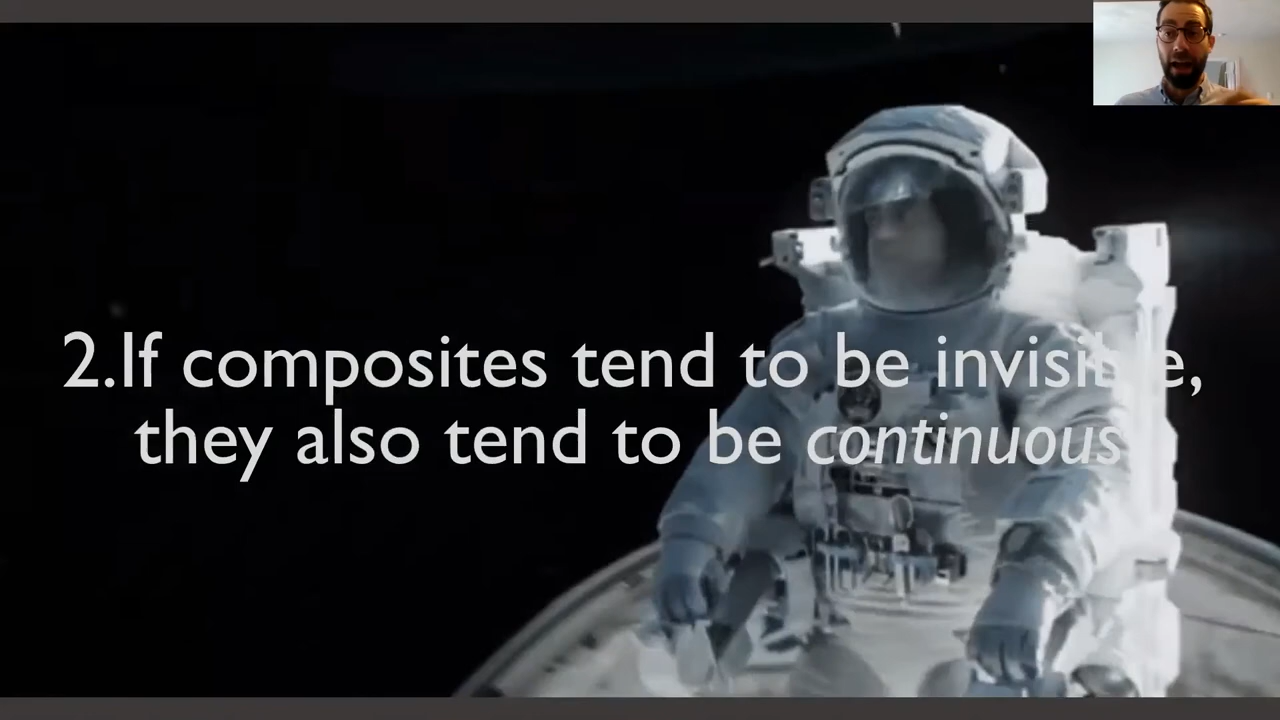 2.If composites tend to be invisible,
they also tend to be continuous